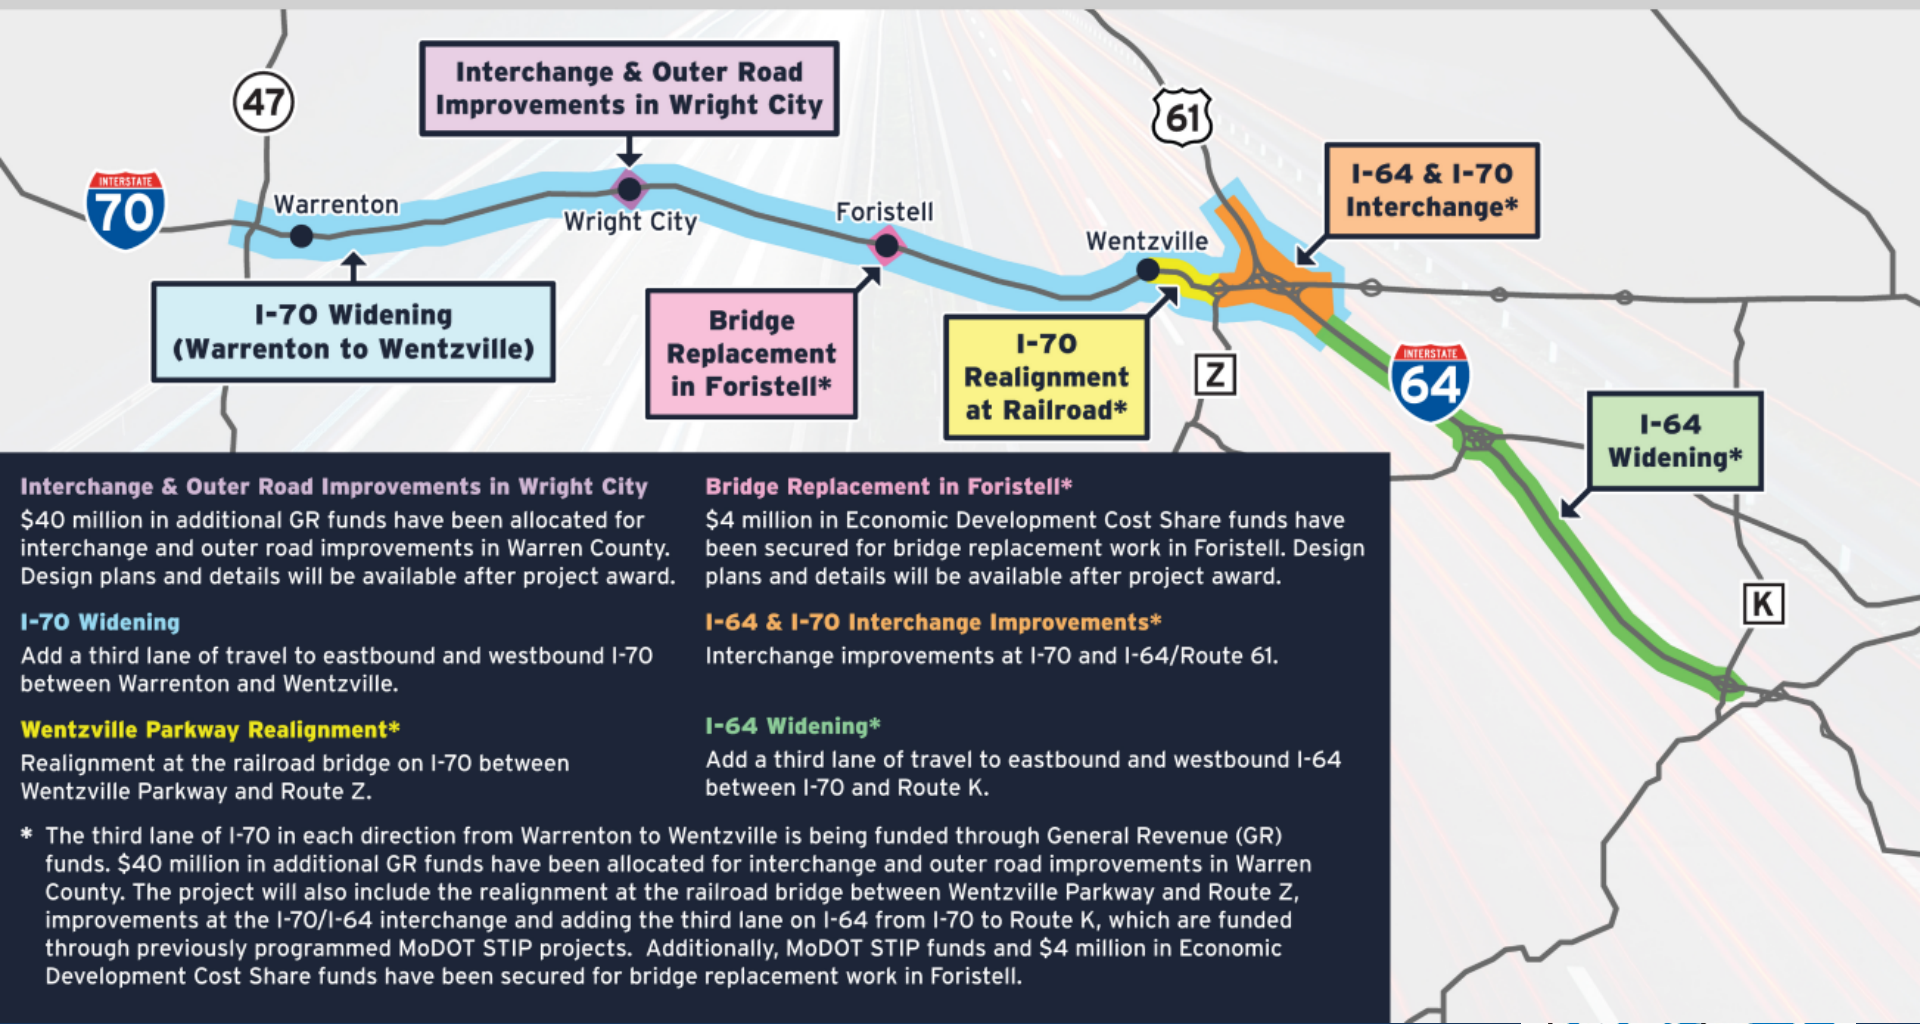 Interchange & Outer Road
Improvements in Wright City
47
61
INTERSTATE
70
I-64 & I-70
Interchange*
Warrenton
Wright City
Foristell
Wentzville
I-70 Widening
(Warrenton to Wentzville)
Bridge
Replacement
in Foristell*
I-70
Realignment
at Railroad*
Z
INTERSTATE
64
I-64
Widening*
K
Interchange & Outer Road Improvements in Wright City
$40 million in additional GR funds have been allocated for
interchange and outer road improvements in Warren County.
Design plans and details will be available after project award.
I-70 Widening
Add a third lane of travel to eastbound and westbound I-70
between Warrenton and Wentzville.
Wentzville Parkway Realignment*
Realignment at the railroad bridge on I-70 between
Wentzville Parkway and Route Z.
Bridge Replacement in Foristell*
$4 million in Economic Development Cost Share funds have
been secured for bridge replacement work in Foristell. Design
plans and details will be available after project award.
I-64 & I-70 Interchange Improvements*
Interchange improvements at I-70 and I-64/Route 61.
I-64 Widening*
Add a third lane of travel to eastbound and westbound I-64
between I-70 and Route K.
* The third lane of I-70 in each direction from Warrenton to Wentzville is being funded through General Revenue (GR)
funds. $40 million in additional GR funds have been allocated for interchange and outer road improvements in Warren
County. The project will also include the realignment at the railroad bridge between Wentzville Parkway and Route Z,
improvements at the I-70/I-64 interchange and adding the third lane on I-64 from I-70 to Route K, which are funded
through previously programmed MoDOT STIP projects.  Additionally, MoDOT STIP funds and $4 million in Economic
Development Cost Share funds have been secured for bridge replacement work in Foristell.